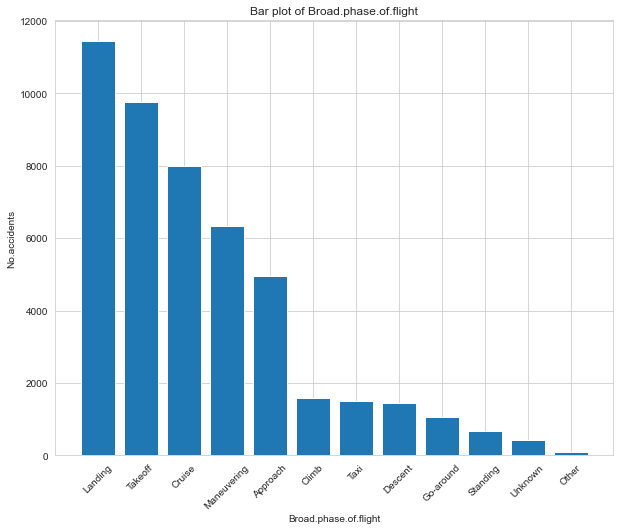 Bar plot of Broad.phase.of.flight
12000
10000
8000
6000
4000
2000
0
No.accidents
Landing
Takeoff
Cruise
Maneuvering
Approach
Climb
Taxi
Descent
Go-around
Standing
Unknown
Other
Broad.phase.of.flight